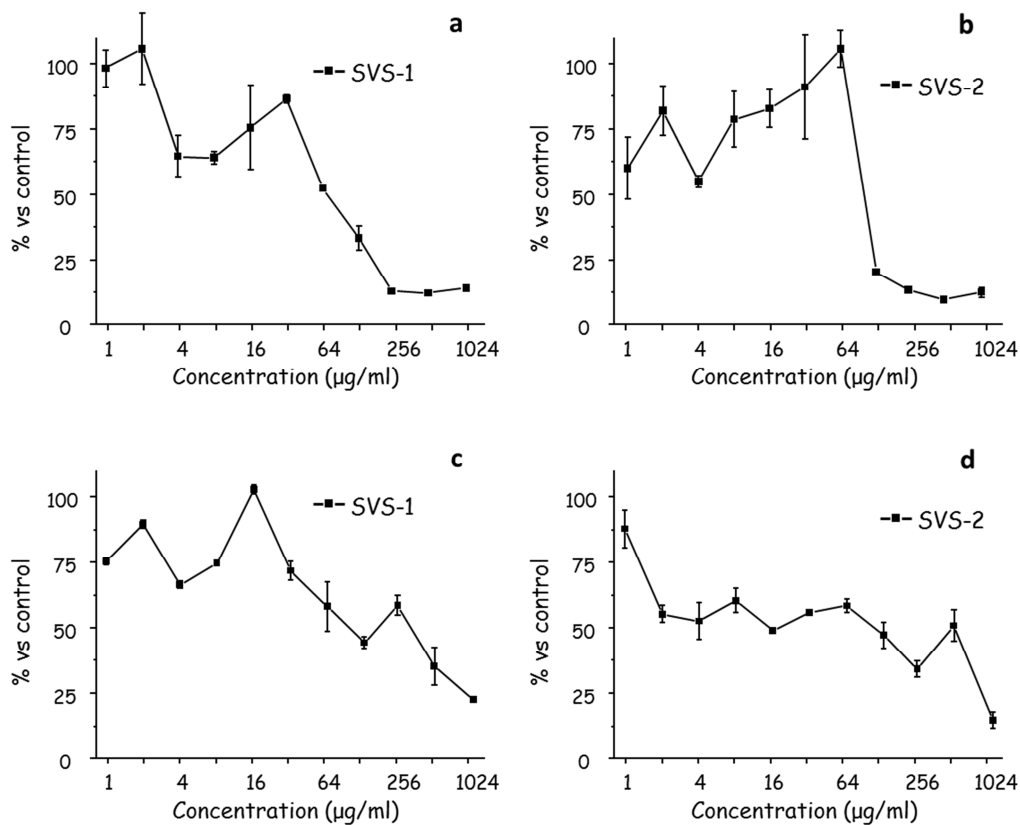 a
SVS-1
100
75
50
25
0
% vs control
1 4 16 64 256 1024
Concentration (µg/ml)
b
SVS-2
100
75
50
25
0
% vs control
1 4 16 64 256 1024
Concentration (µg/ml)
c
SVS-1
100
75
50
25
0
% vs control
1 4 16 64 256 1024
Concentration (µg/ml)
d
SVS-2
100
75
50
25
0
% vs control
1 4 16 64 256 1024
Concentration (µg/ml)